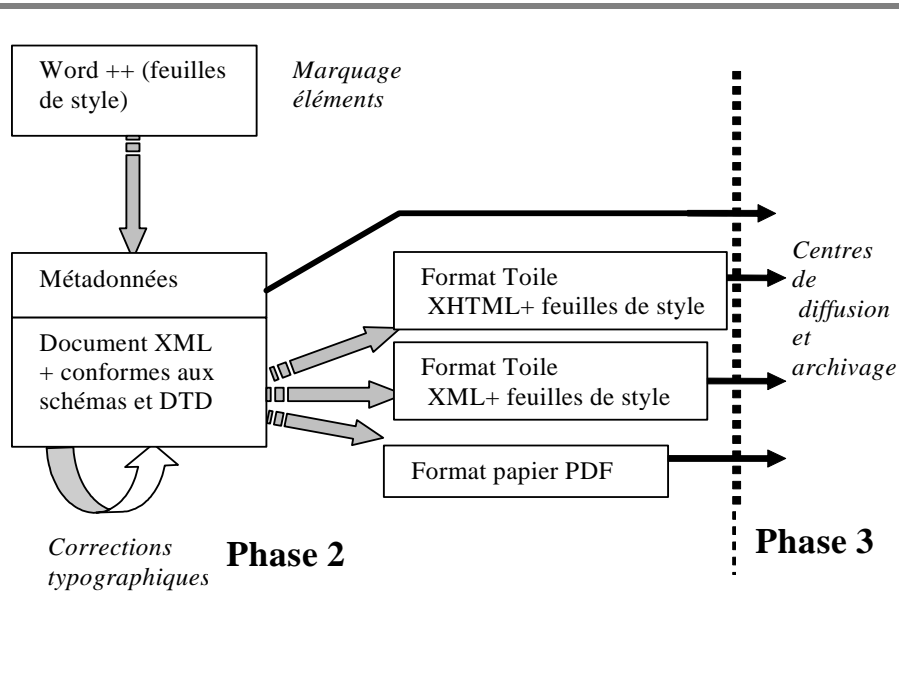 Word ++ (feuilles
de style)
Marquage
éléments
Métadonnées
Document XML
+ conformes aux
schémas et DTD
Format Toile
XHTML+ feuilles de style
Format Toile
XML+ feuilles de style
Format papier PDF
Centres
de
diffusion
et
archivage
Corrections
typographiques
Phase 2
Phase 3